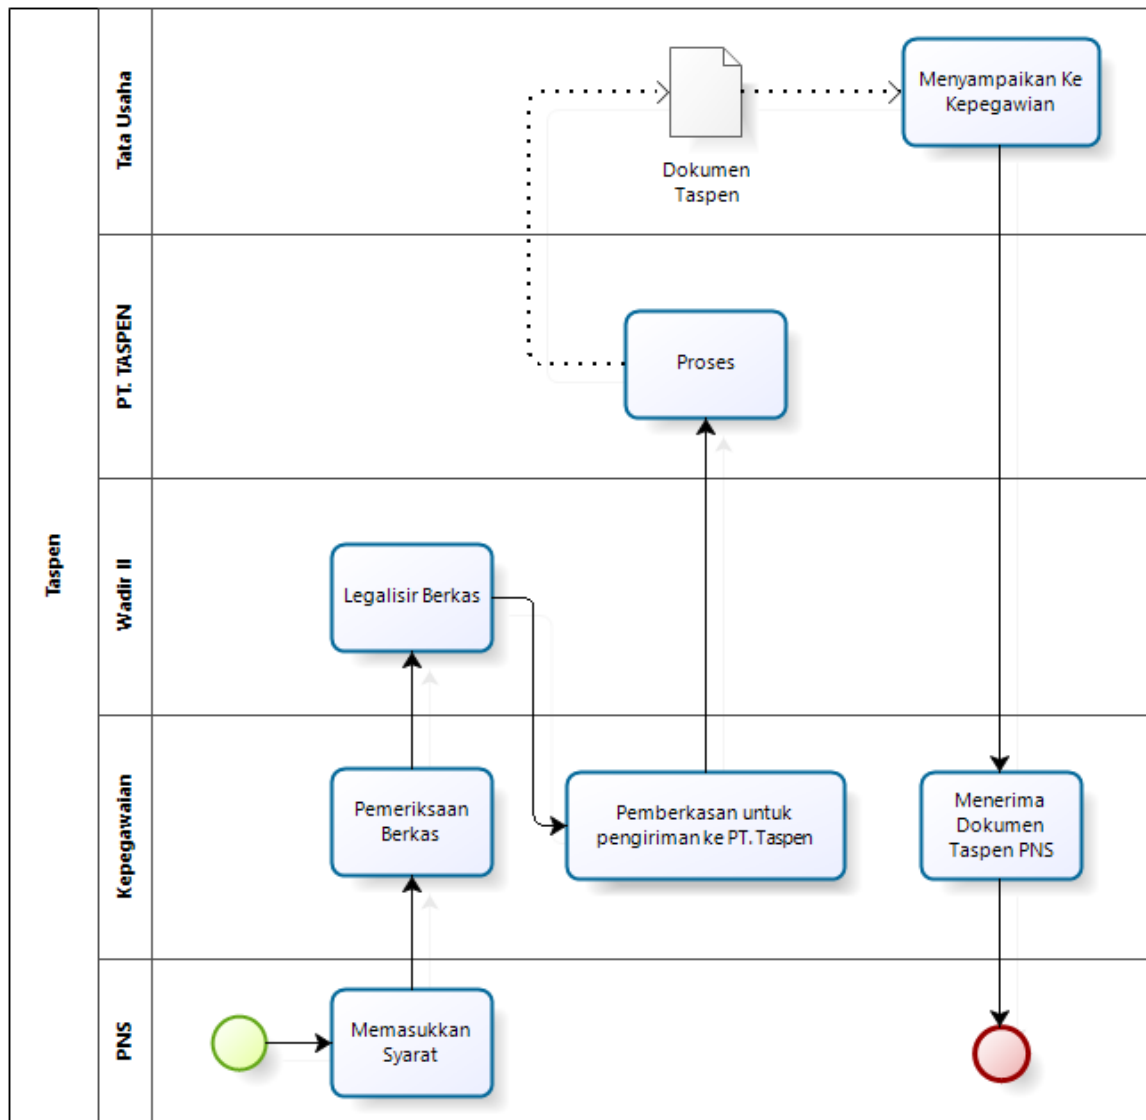 Taspen
Tata Usaha
Dokumen
Taspen
Menyampaikan Ke
Kepegawian
PT. TASPEN
Proses
Wadir II
Legalisir Berkas
Kepegawaian
Pemeriksaan
Berkas
Pemberkasan untuk
pengiriman ke PT. Taspen
Menerima
Dokumen
Taspen PNS
PNS
Memasukkan
Syarat